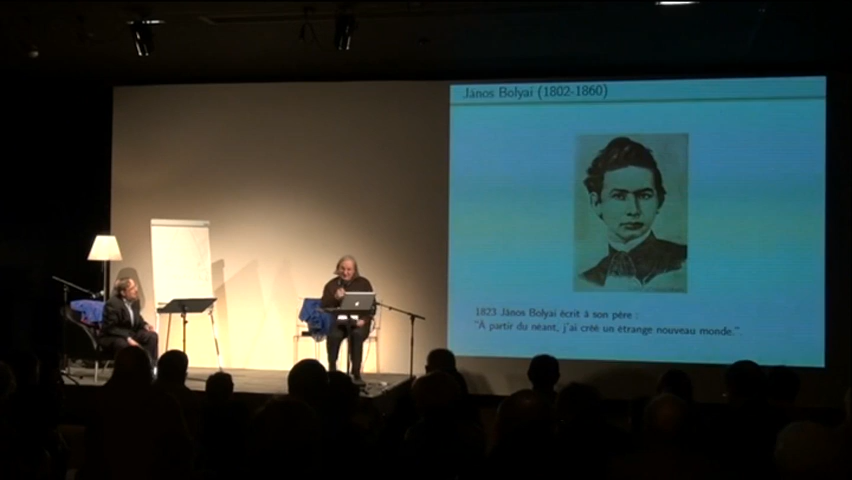 János Bolyai (1802-1860)
1823 János Bolyai écrit à son père :
"À partir du néant, j'ai créé un étrange nouveau monde.".